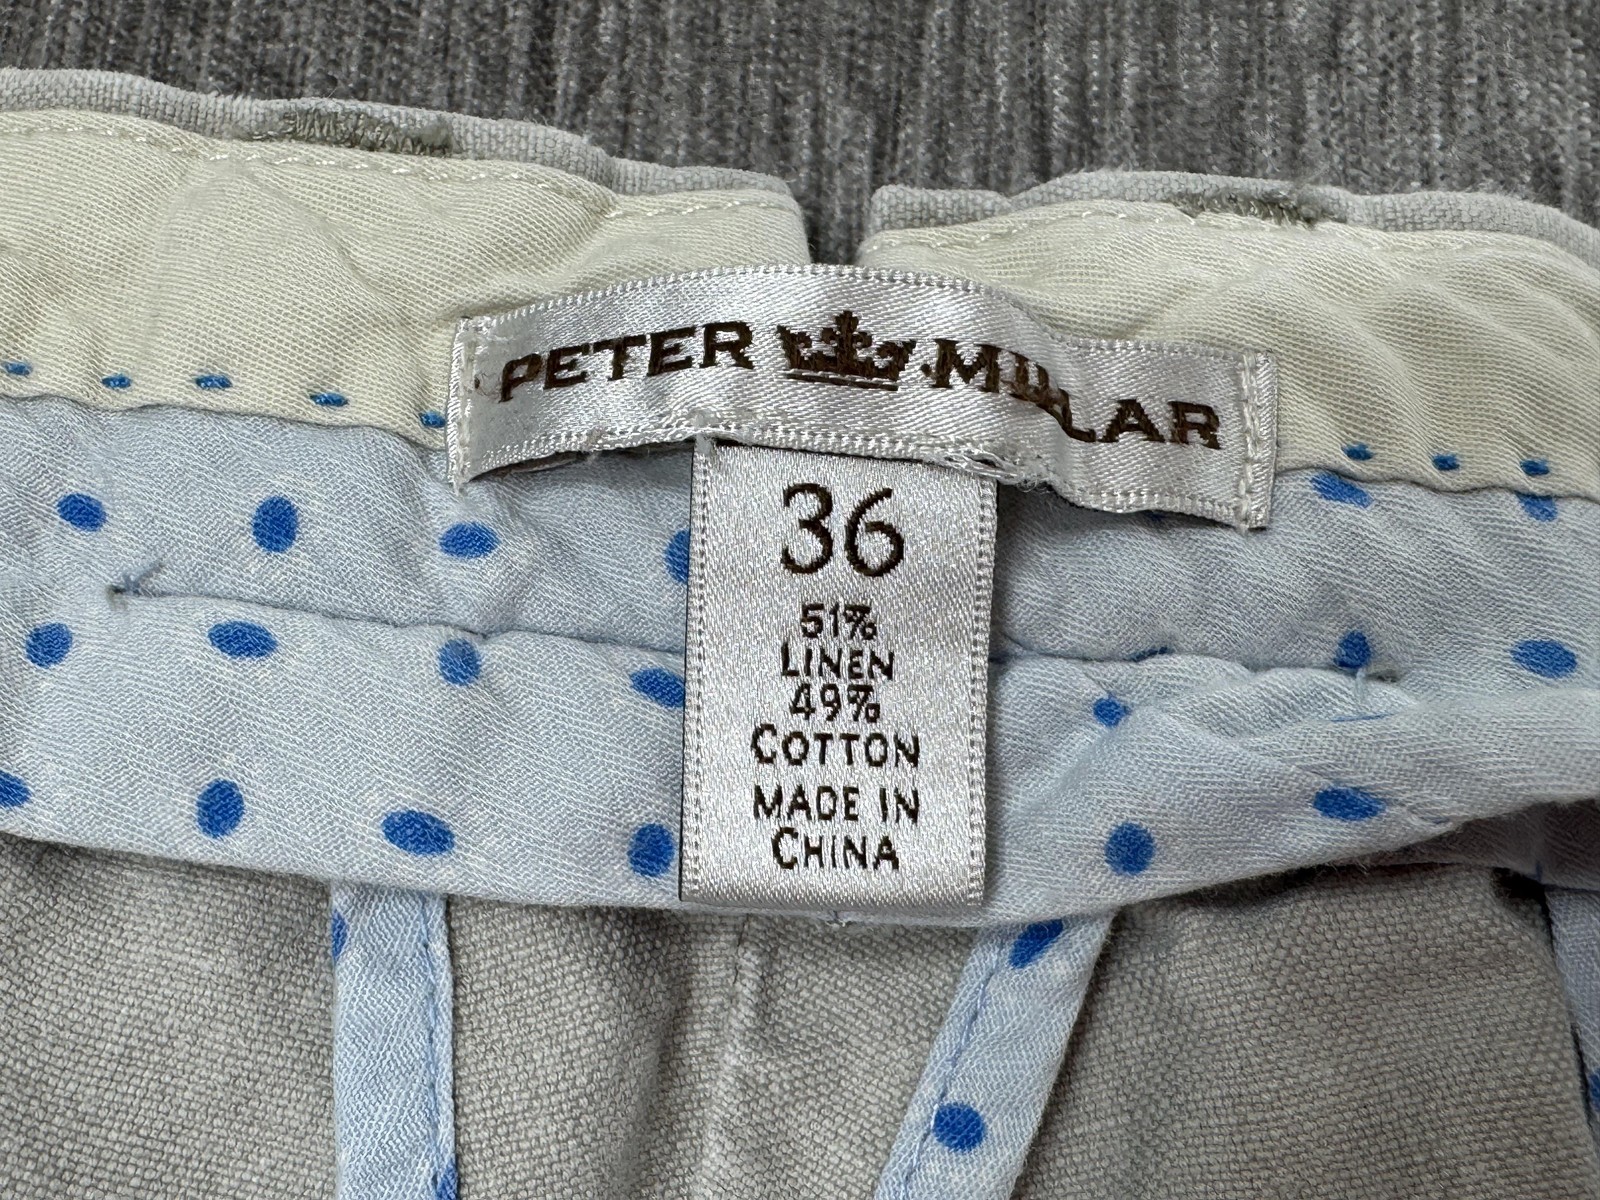 PETER MILLAR
36
51%
LINEN
49%
COTTON
MADE IN
CHINA